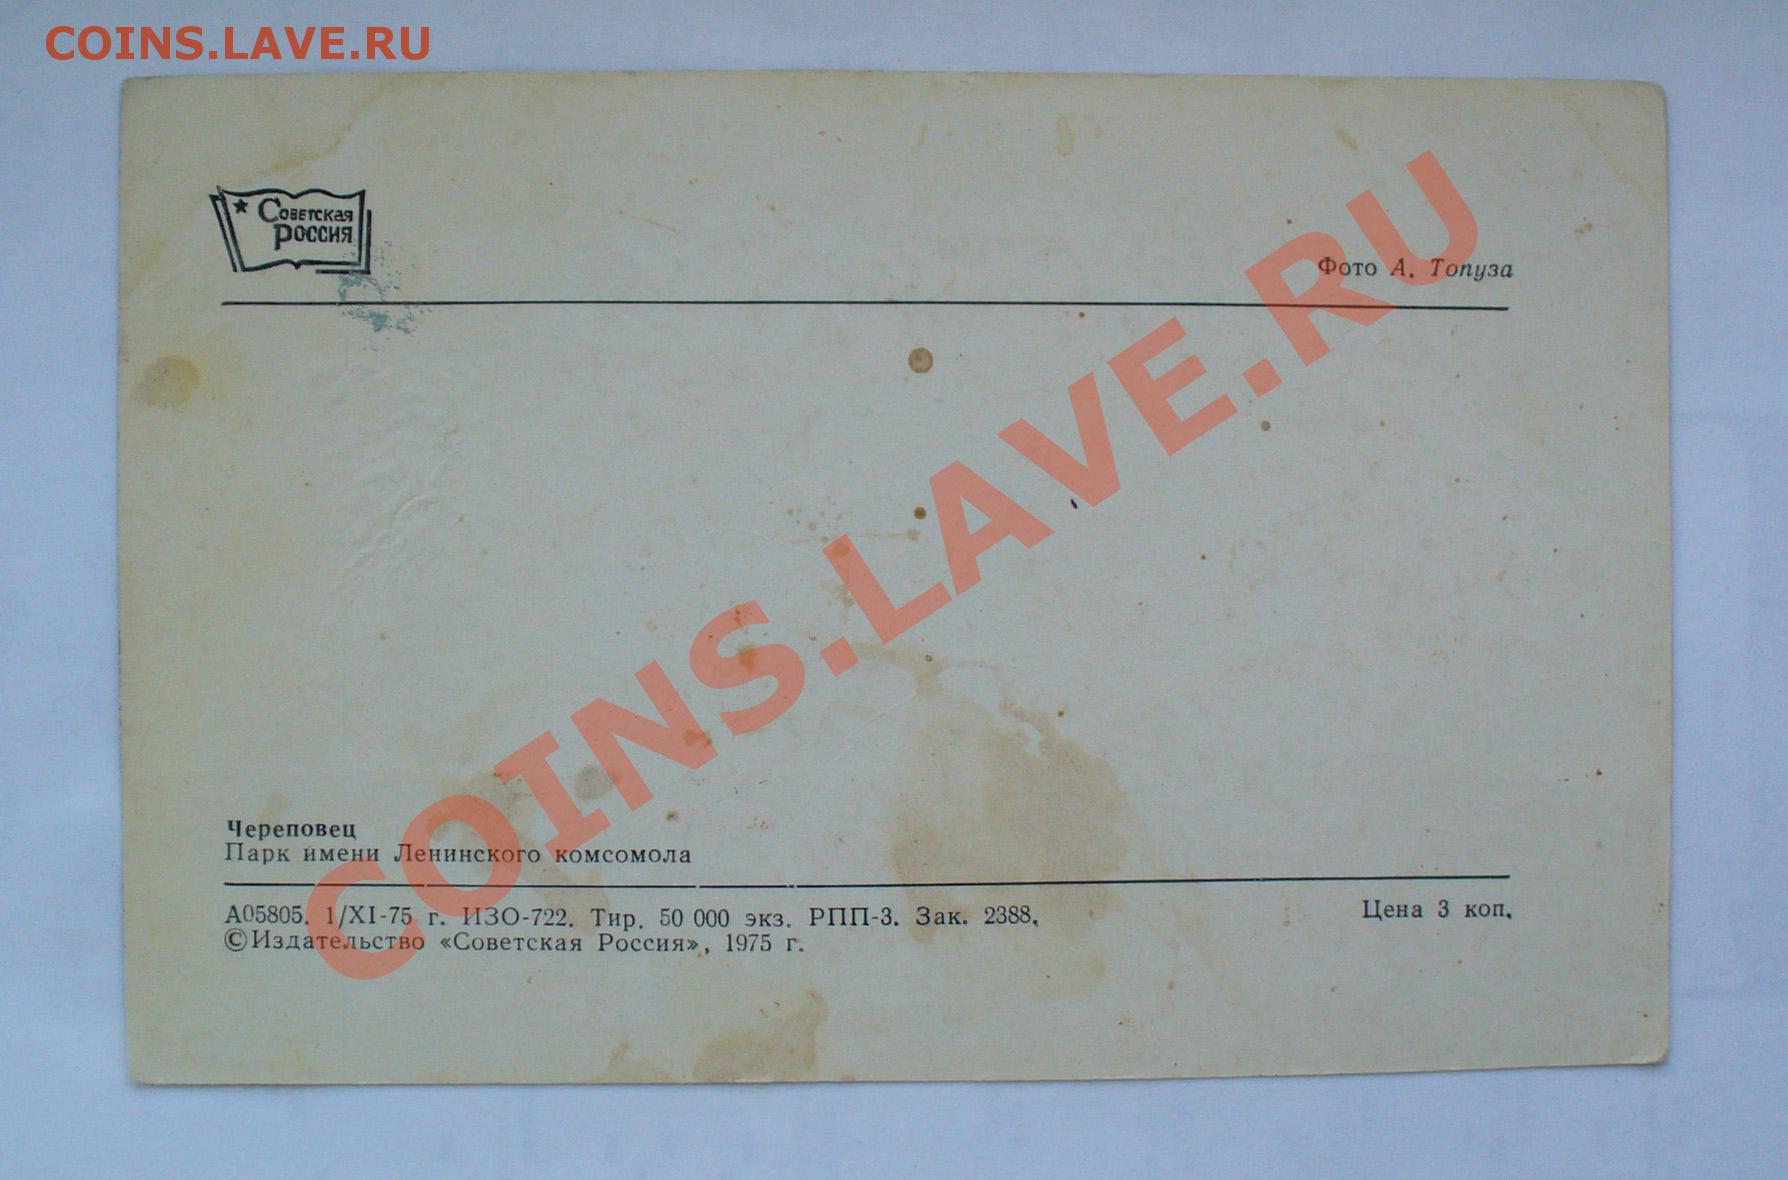 COINS.LAVE.RU
Советская
Россия
Фото А. Топуза
COINS.LAVE.RU
Череповец
Парк имени Ленинского комсомола
А05805. 1/XI-75 г. ИЗО-722. Тир. 50 000 экз. РПП-3. Зак. 2388.
Цена 3 коп.
©Издательство «Советская Россия», 1975 г.